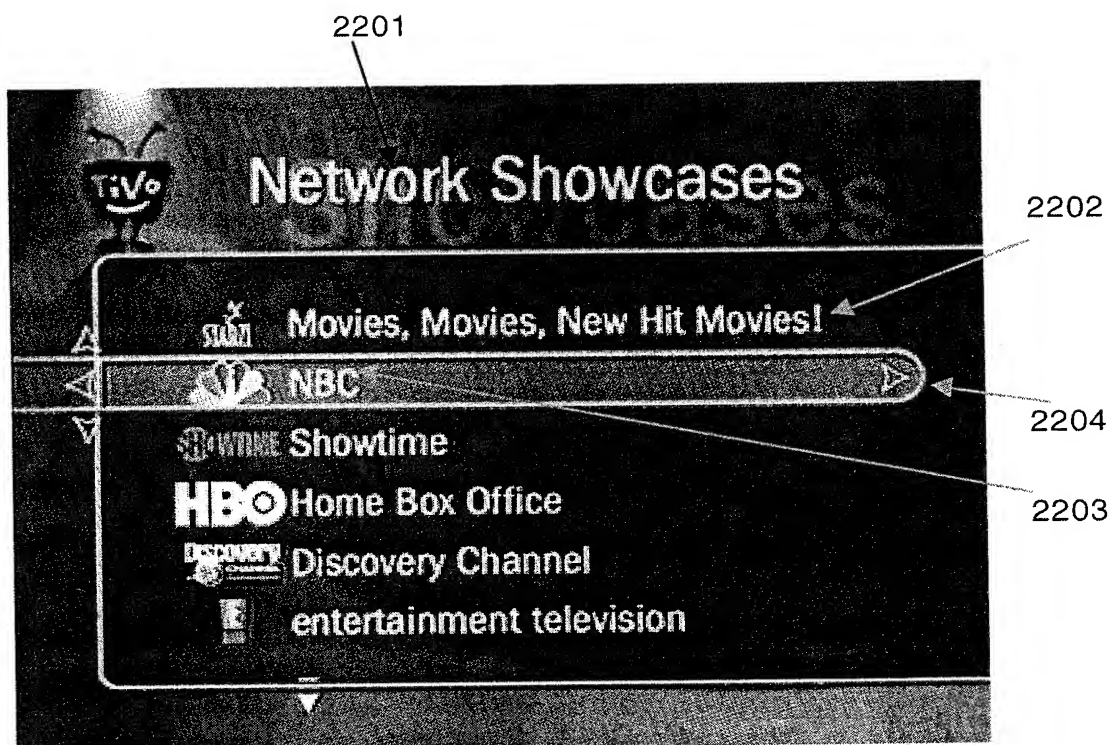 2201
TiVo
Network Showcases
2202
STARZ! Movies, Movies, New Hit Movies!
NBC
2204
SHOWTIME Showtime
2203
HBO Home Box Office
Discovery Discovery Channel
E entertainment television